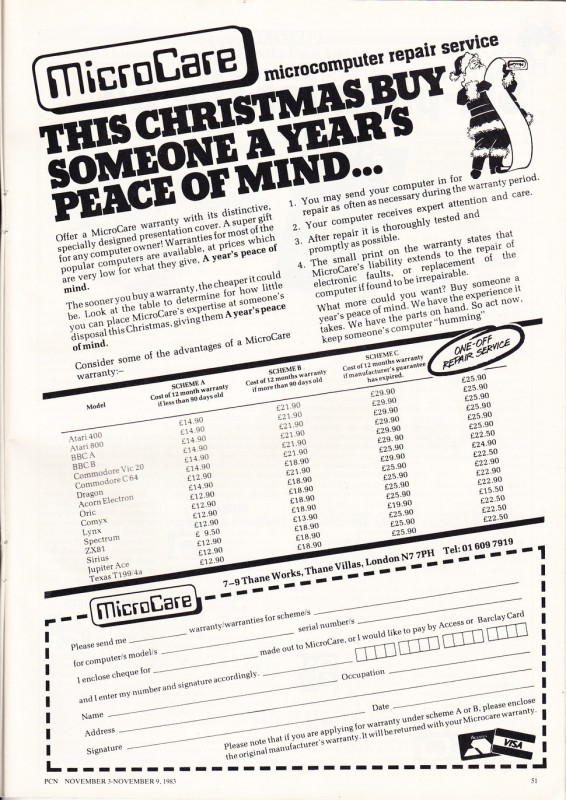 MicroCare
microcomputer repair service
THIS CHRISTMAS BUY
SOMEONE A YEAR'S
PEACE OF MIND...
Offer a MicroCare warranty with its distinctive,
specially designed presentation cover. A super gift
for any computer owner! Warranties for most of the
popular computers are available, at prices which
are very low for what they give, A year's peace of
mind.
The sooner you buy a warranty, the cheaper it could
be. Look at the table to determine for how little
you can place MicroCare's expertise at someone's
disposal this Christmas, giving them A year's peace
of mind.
Consider some of the advantages of a MicroCare
warranty:–
1. You may send your computer in for
repair as often as necessary during the warranty period.
2. Your computer receives expert attention and care.
3. After repair it is thoroughly tested and
promptly as possible.
4. The small print on the warranty states that
MicroCare's liability extends to the repair of
electronic faults, or replacement of the
computer if found to be irreparable.
What more could you want? Buy someone a
year's peace of mind. We have the experience it
takes. We have the parts on hand. So act now,
keep someone's computer "humming"
Model
Atari 400
Atari 800
BBC A
BBC B
Commodore Vic 20
Commodore C 64
Dragon
Acorn Electron
Oric
Comyx
Lynx
Spectrum
ZX81
Sirius
Jupiter Ace
Texas T199/4a
SCHEME A
Cost of 12 month warranty
if less than 90 days old
£14.90
£14.90
£14.90
£14.90
£14.90
£12.90
£14.90
£12.90
£12.90
£12.90
£12.90
£ 9.50
£12.90
£12.90
£12.90
SCHEME B
Cost of 12 months warranty
if more than 90 days old
£21.90
£21.90
£21.90
£21.90
£21.90
£18.90
£21.90
£18.90
£18.90
£18.90
£18.90
£13.90
£18.90
£18.90
£18.90
SCHEME C
Cost of 12 months warranty
if manufacturer's guarantee
has expired.
£29.90
£29.90
£29.90
£29.90
£29.90
£25.90
£29.90
£25.90
£25.90
£25.90
£25.90
£19.90
£25.90
£25.90
£25.90
ONE-OFF
REPAIR SERVICE
£25.90
£25.90
£25.90
£25.90
£25.90
£22.50
£24.90
£22.50
£22.90
£22.90
£22.50
£15.50
£22.50
£22.90
£22.50
7–9 Thane Works, Thane Villas, London N7 7PH Tel: 01 609 7919
MicroCare
Please send me warranty/warranties for scheme/s
for computer/s model/s serial number/s
I enclose cheque for made out to MicroCare, or I would like to pay by Access or Barclay Card
and I enter my number and signature accordingly.
Name Occupation
Address
Signature Date
Please note that if you are applying for warranty under scheme A or B, please enclose
the original manufacturer's warranty. It will be returned with your Microcare warranty.
VISA
PCN NOVEMBER 3-NOVEMBER 9, 1983
51